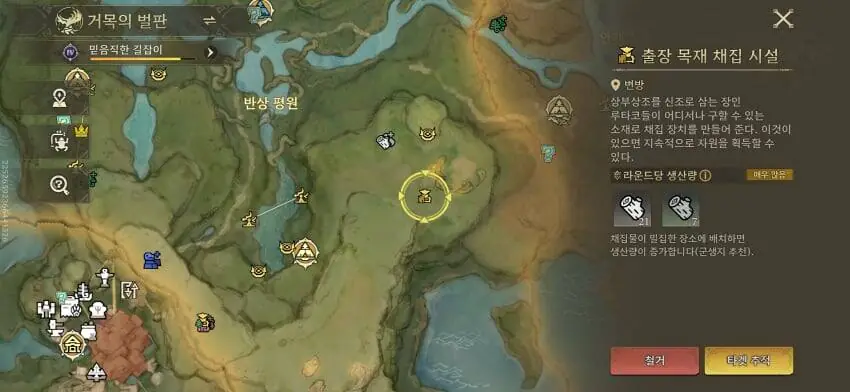 거목의 벌판
IV
믿음직한 길잡이
반상 평원
출장 목재 채집 시설
번방
상부상조를 신조로 삼는 장인
루타코들이 어디서나 구할 수 있는
소재로 채집 장치를 만들어 준다. 이것이
있으면 지속적으로 자원을 획득할 수
있다.
라운드당 생산량
매우 많음
21
7
채집물이 밀집한 장소에 배치하면
생산량이 증가합니다(군생지 추천).
철거
타겟 추적